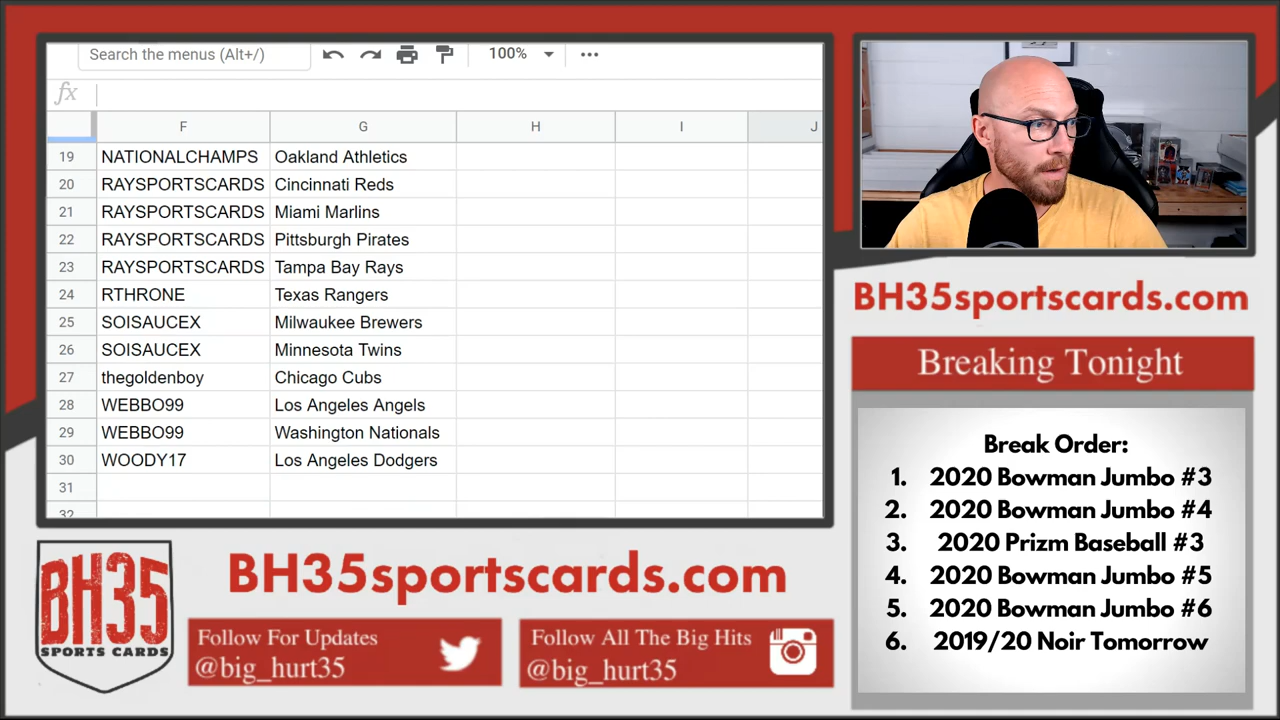 Search the menus (Alt+/)
100%
fx
F G H I J
19 NATIONALCHAMPS Oakland Athletics
20 RAYSPORTSCARDS Cincinnati Reds
21 RAYSPORTSCARDS Miami Marlins
22 RAYSPORTSCARDS Pittsburgh Pirates
23 RAYSPORTSCARDS Tampa Bay Rays
24 RTHRONE Texas Rangers
25 SOISAUCEX Milwaukee Brewers
26 SOISAUCEX Minnesota Twins
27 thegoldenboy Chicago Cubs
28 WEBBO99 Los Angeles Angels
29 WEBBO99 Washington Nationals
30 WOODY17 Los Angeles Dodgers
31
32
BH35sportscards.com
Breaking Tonight
Break Order:
1. 2020 Bowman Jumbo #3
2. 2020 Bowman Jumbo #4
3. 2020 Prizm Baseball #3
4. 2020 Bowman Jumbo #5
5. 2020 Bowman Jumbo #6
6. 2019/20 Noir Tomorrow
BH35
SPORTS CARDS
BH35sportscards.com
Follow For Updates
@big_hurt35
Follow All The Big Hits
@big_hurt35